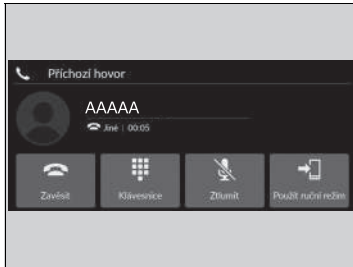 Příchozí hovor
AAAAA
Jiné | 00:05
Zavěsit
Klávesnice
Ztlumit
Použít ruční režim